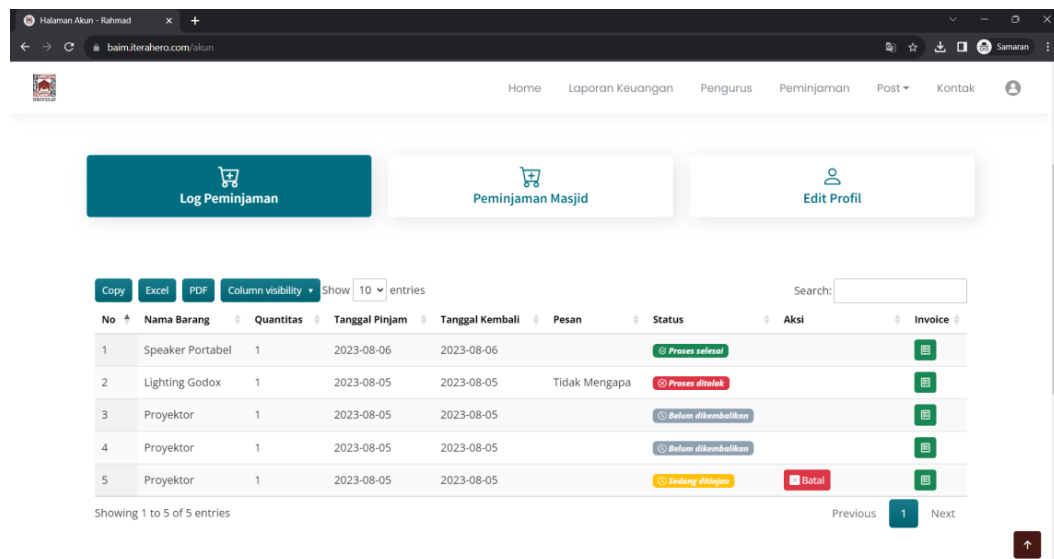 Halaman Akun - Rahmad
baim.iterahero.com/akun
Samaran
Home Laporan Keuangan Pengurus Peminjaman Post Kontak
Log Peminjaman Peminjaman Masjid Edit Profil
Copy Excel PDF Column visibility Show 10 entries Search:
No Nama Barang Quantitas Tanggal Pinjam Tanggal Kembali Pesan Status Aksi Invoice
1 Speaker Portabel 1 2023-08-06 2023-08-06 Proses selesai
2 Lighting Godox 1 2023-08-05 2023-08-05 Tidak Mengapa Proses ditolak
3 Proyektor 1 2023-08-05 2023-08-05 Belum dikembalikan
4 Proyektor 1 2023-08-05 2023-08-05 Belum dikembalikan
5 Proyektor 1 2023-08-05 2023-08-05 Sedang ditinjau Batal
Showing 1 to 5 of 5 entries Previous 1 Next